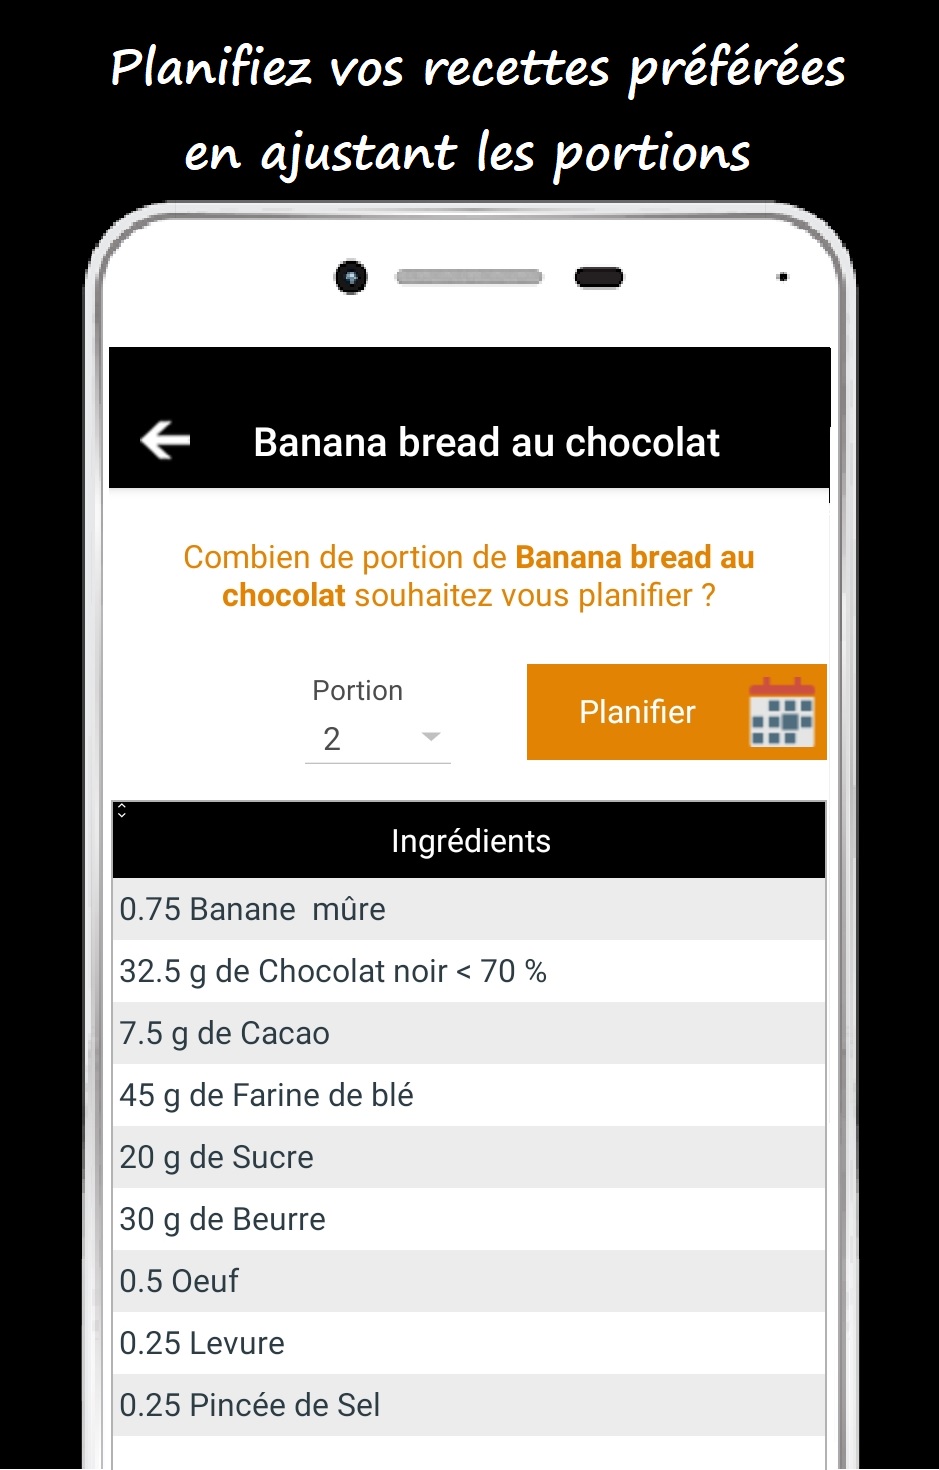 Planifiez vos recettes préférées
en ajustant les portions
Banana bread au chocolat
Combien de portion de Banana bread au
chocolat souhaitez vous planifier ?
Portion
2
Planifier
Ingrédients
0.75 Banane  mûre
32.5 g de Chocolat noir < 70 %
7.5 g de Cacao
45 g de Farine de blé
20 g de Sucre
30 g de Beurre
0.5 Oeuf
0.25 Levure
0.25 Pincée de Sel